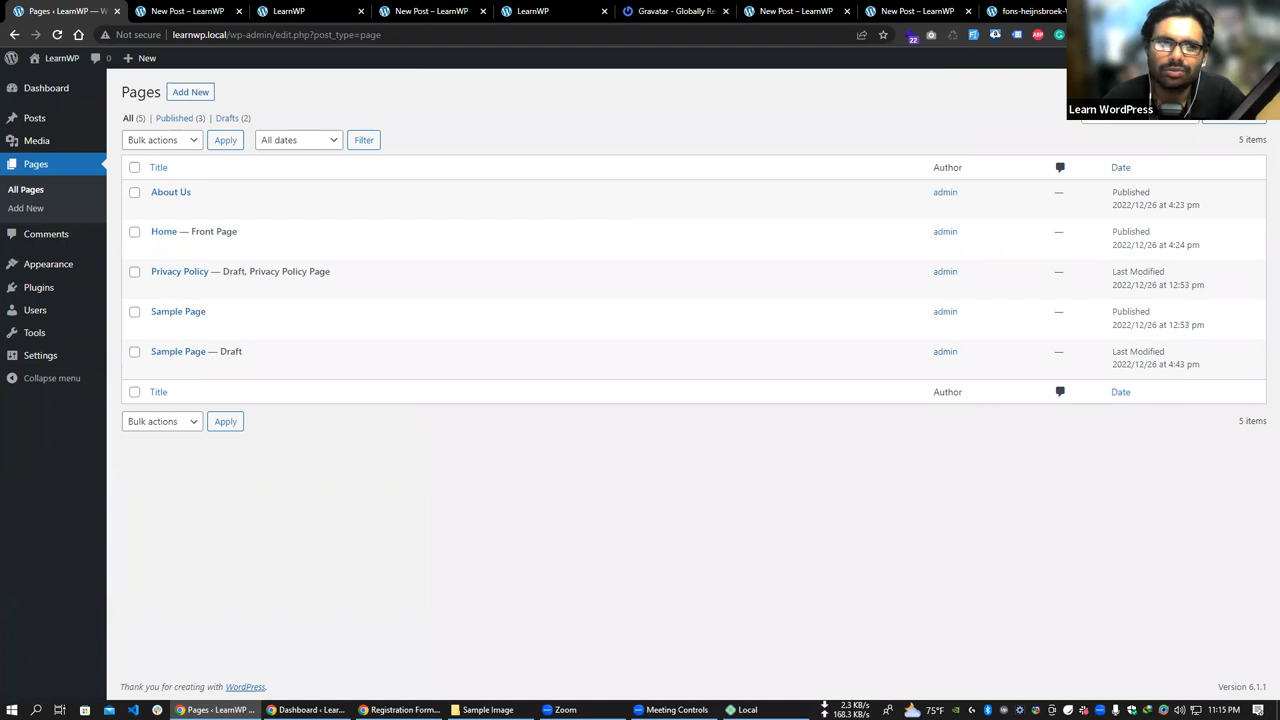 Pages ‹ LearnWP — W
New Post – LearnWP
LearnWP
New Post – LearnWP
LearnWP
Gravatar - Globally Re
New Post – LearnWP
New Post – LearnWP
fons-heijnsbroek-
Not secure
learnwp.local/wp-admin/edit.php?post_type=page
22
ABP
LearnWP
0
New
Learn WordPress
Dashboard
Posts
Media
Pages
All Pages
Add New
Comments
Appearance
Plugins
Users
Tools
Settings
Collapse menu
Pages
Add New
All (5) | Published (3) | Drafts (2)
Bulk actions
Apply
All dates
Filter
5 items
Title
Author
Date
About Us
admin
—
Published
2022/12/26 at 4:23 pm
Home — Front Page
admin
—
Published
2022/12/26 at 4:24 pm
Privacy Policy — Draft, Privacy Policy Page
admin
—
Last Modified
2022/12/26 at 12:53 pm
Sample Page
admin
—
Published
2022/12/26 at 12:53 pm
Sample Page — Draft
admin
—
Last Modified
2022/12/26 at 4:43 pm
Title
Author
Date
Bulk actions
Apply
5 items
Thank you for creating with WordPress.
Version 6.1.1
Pages ‹ LearnWP ...
Dashboard ‹ Lear...
Registration Form...
Sample Image
Zoom
Meeting Controls
Local
2.3 KB/s
168.3 KB/s
75°F
11:15 PM